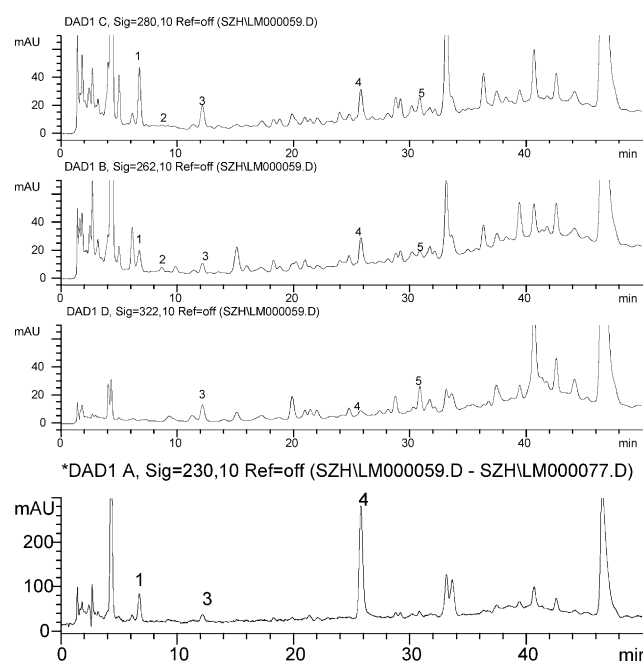 DAD1 C, Sig=280,10 Ref=off (SZH\LM000059.D)
mAU
40
20
0
1
2
3
4
5
0 10 20 30 40 min
DAD1 B, Sig=262,10 Ref=off (SZH\LM000059.D)
mAU
60
40
20
0
1
2
3
4
5
0 10 20 30 40 min
DAD1 D, Sig=322,10 Ref=off (SZH\LM000059.D)
mAU
60
40
20
0
3
4
5
0 10 20 30 40 min
*DAD1 A, Sig=230,10 Ref=off (SZH\LM000059.D - SZH\LM000077.D)
mAU
200
100
0
1
3
4
0 10 20 30 40 min